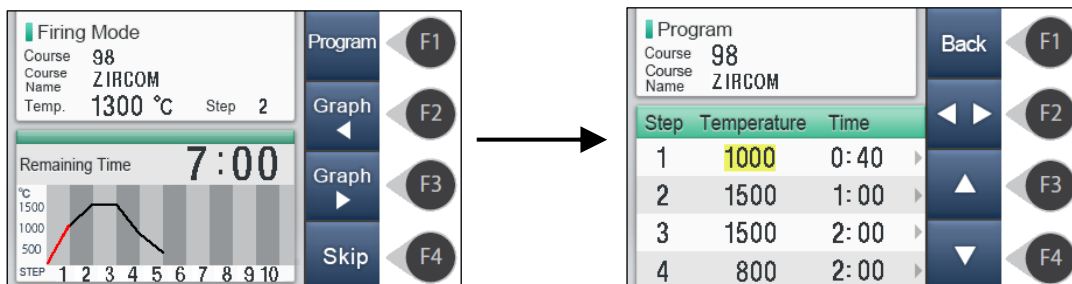 Firing Mode
Course 98
Course Name ZIRCOM
Temp. 1300 °C Step 2
Remaining Time 7:00
°C
1500
1000
500
STEP 1 2 3 4 5 6 7 8 9 10
Program F1
Graph ◀ F2
Graph ▶ F3
Skip F4
Program
Course 98
Course Name ZIRCOM
Step Temperature Time
1 1000 0:40
2 1500 1:00
3 1500 2:00
4 800 2:00
Back F1
◀ ▶ F2
▲ F3
▼ F4